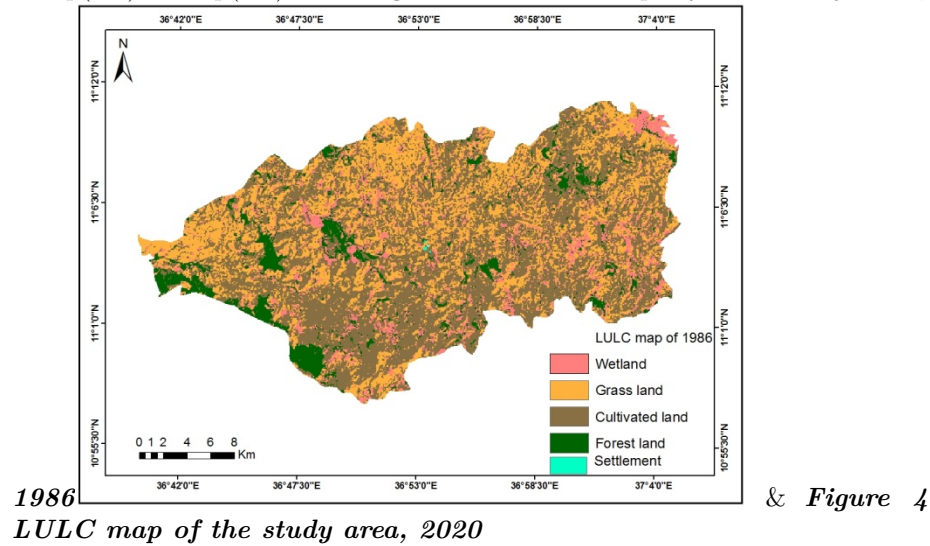 36°42'0"E 36°47'30"E 36°53'0"E 36°58'30"E 37°4'0"E
N
11°12'0"N 11°12'0"N
11°6'30"N 11°6'30"N
11°1'0"N 11°1'0"N
LULC map of 1986
Wetland
Grass land
Cultivated land
Forest land
Settlement
0 1 2 4 6 8
Km
10°55'30"N 10°55'30"N
36°42'0"E 36°47'30"E 36°53'0"E 36°58'30"E 37°4'0"E
1986 & Figure 4
LULC map of the study area, 2020